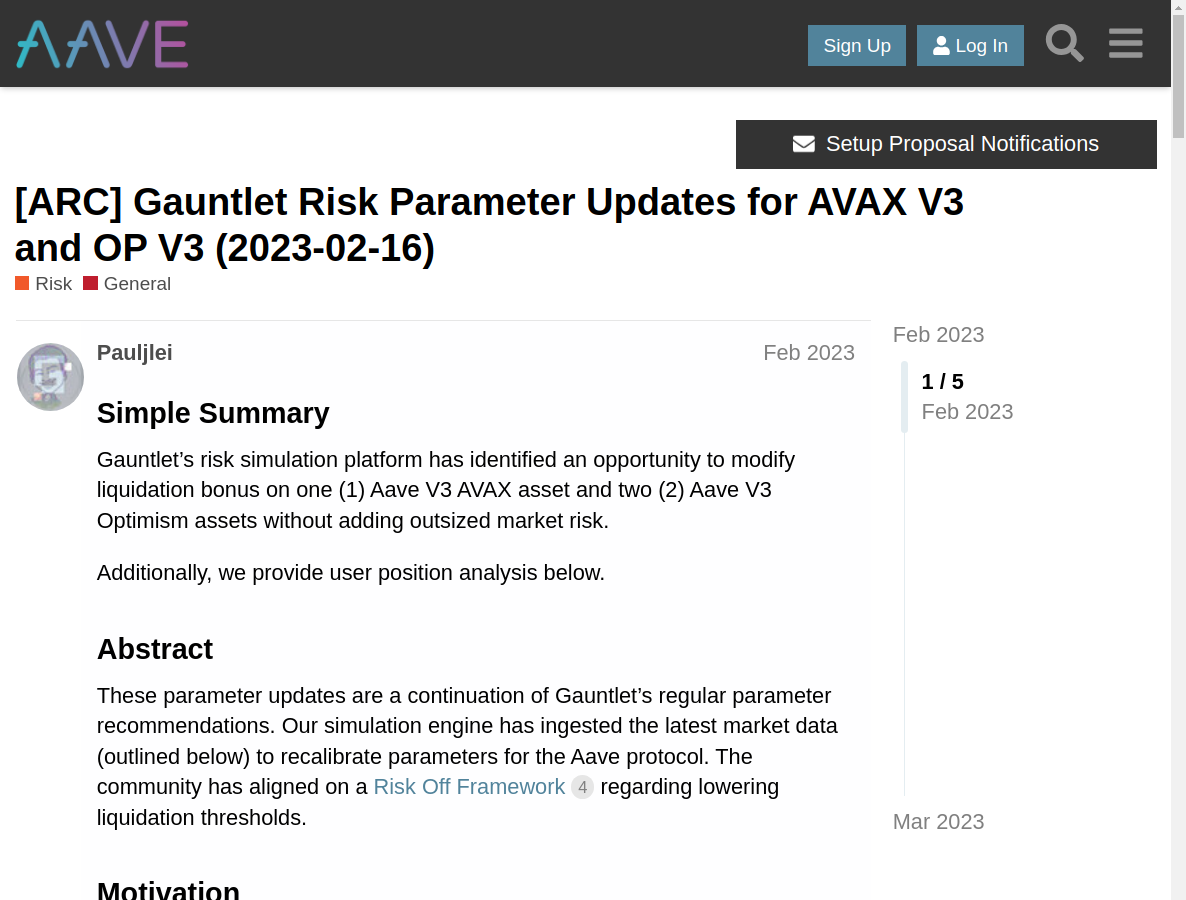 AAVE
Sign Up
Log In
Setup Proposal Notifications
[ARC] Gauntlet Risk Parameter Updates for AVAX V3
and OP V3 (2023-02-16)
Risk General
Pauljlei Feb 2023
Feb 2023
1 / 5
Feb 2023
Simple Summary
Gauntlet’s risk simulation platform has identified an opportunity to modify
liquidation bonus on one (1) Aave V3 AVAX asset and two (2) Aave V3
Optimism assets without adding outsized market risk.
Additionally, we provide user position analysis below.
Abstract
These parameter updates are a continuation of Gauntlet’s regular parameter
recommendations. Our simulation engine has ingested the latest market data
(outlined below) to recalibrate parameters for the Aave protocol. The
community has aligned on a Risk Off Framework 4 regarding lowering
liquidation thresholds.
Mar 2023
Motivation